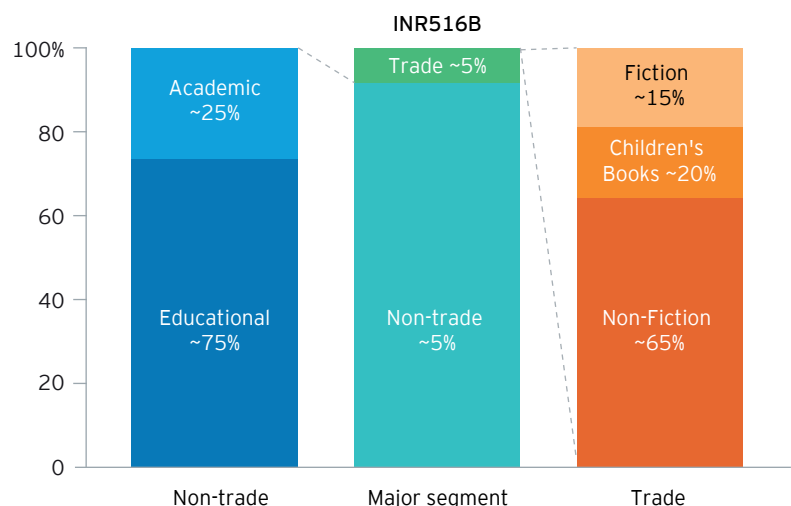 INR516B
100%
80
60
40
20
0
Academic
~25%
Educational
~75%
Trade ~5%
Non-trade
~5%
Fiction
~15%
Children's
Books ~20%
Non-Fiction
~65%
Non-trade
Major segment
Trade